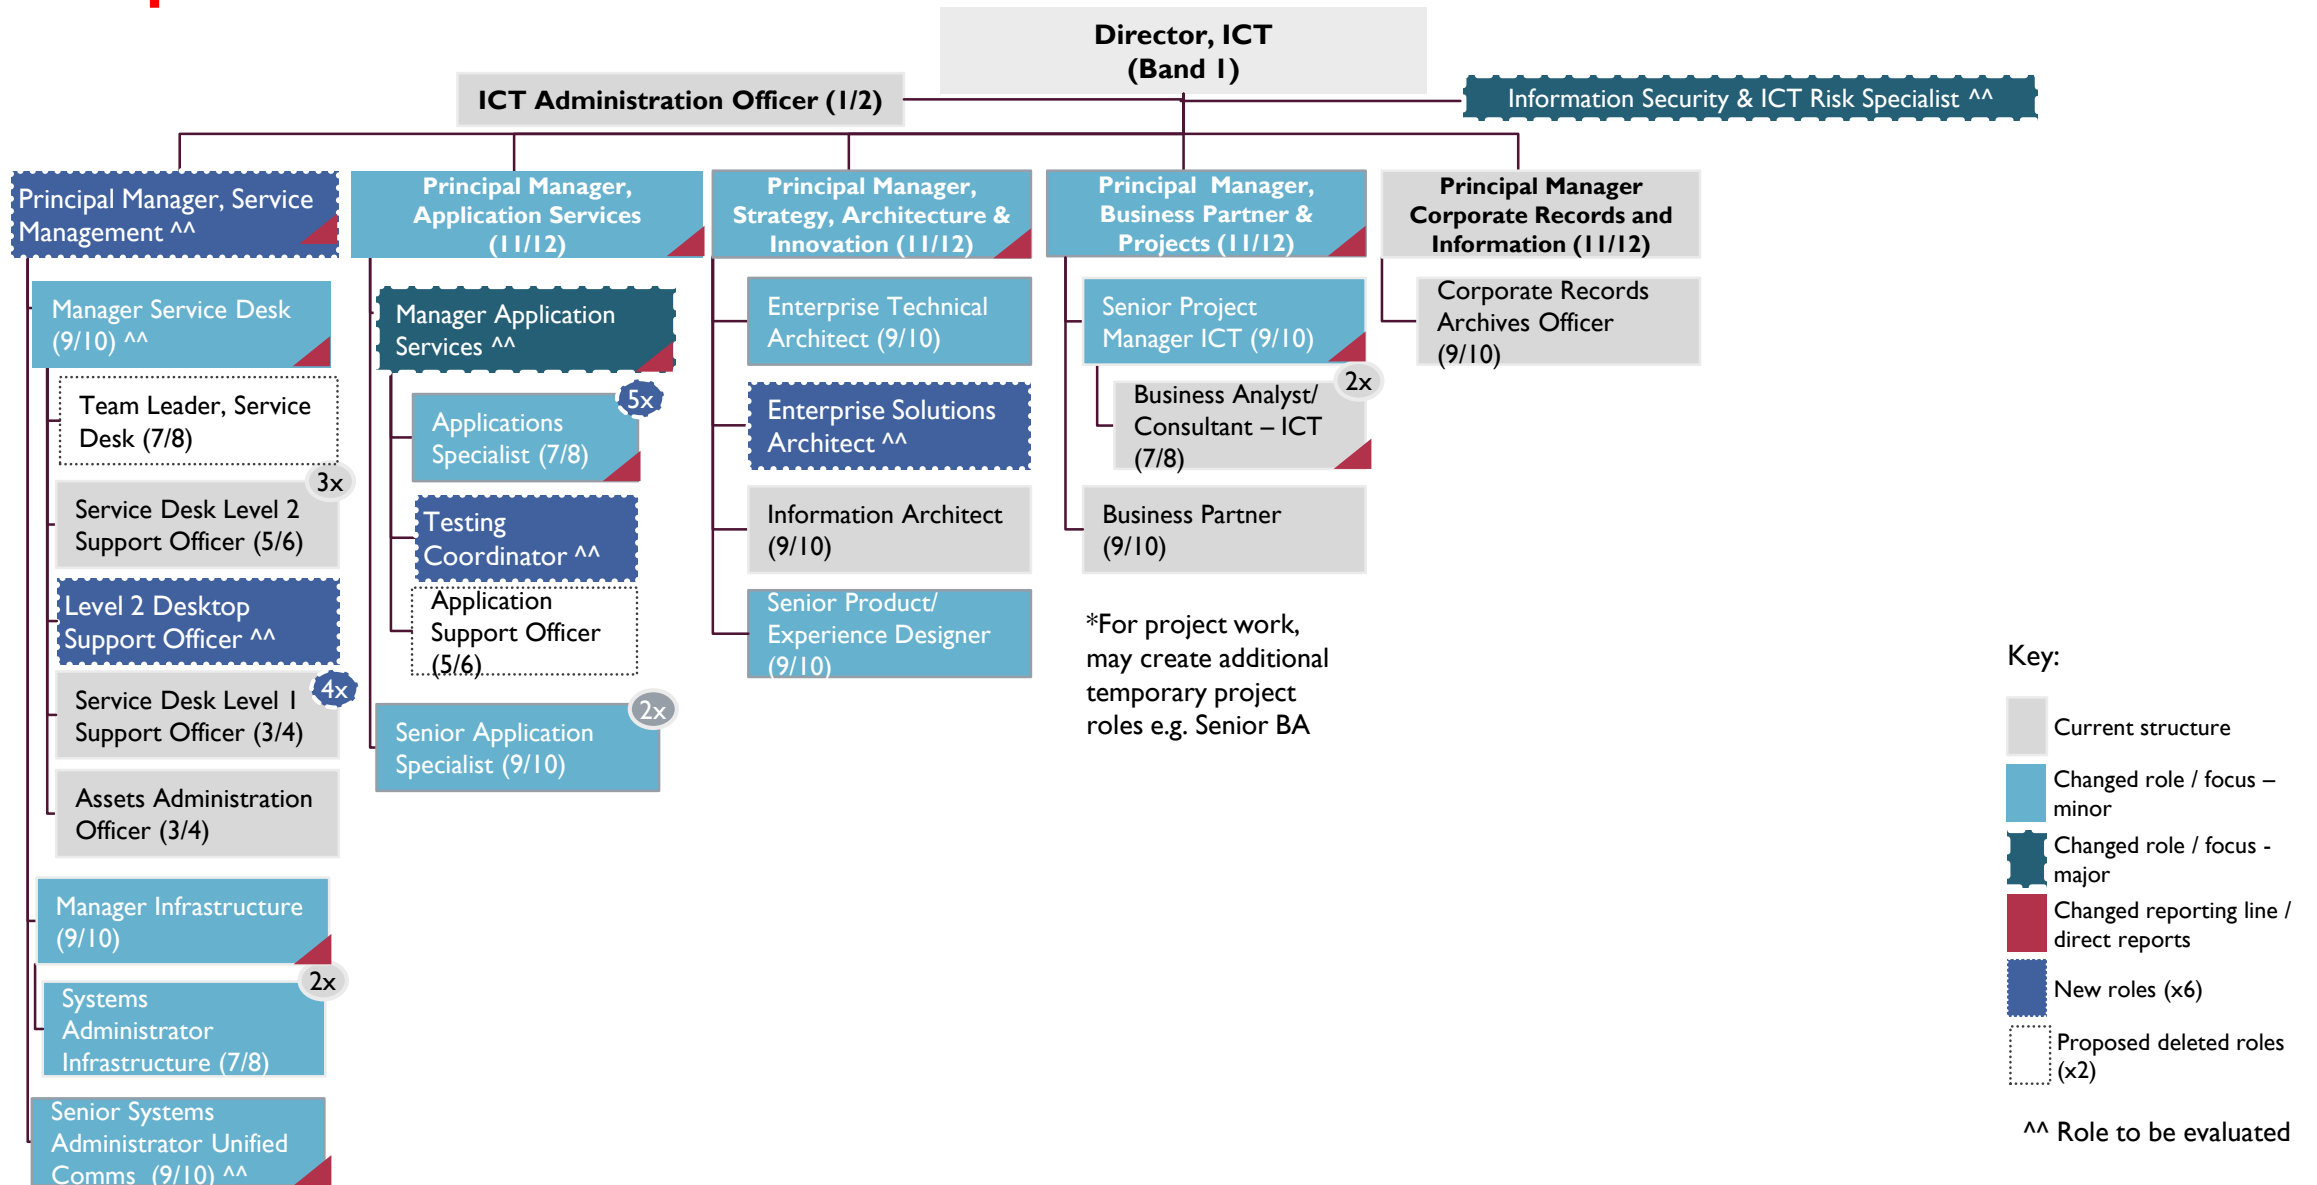 Director, ICT
(Band 1)
ICT Administration Officer (1/2)
Information Security & ICT Risk Specialist ^^
Principal Manager, Service
Management ^^
Manager Service Desk
(9/10) ^^
Team Leader, Service
Desk (7/8)
3x
Service Desk Level 2
Support Officer (5/6)
Level 2 Desktop
Support Officer ^^
4x
Service Desk Level 1
Support Officer (3/4)
Assets Administration
Officer (3/4)
Manager Infrastructure
(9/10)
2x
Systems
Administrator
Infrastructure (7/8)
Senior Systems
Administrator Unified
Comms (9/10) ^^
Principal Manager,
Application Services
(11/12)
Manager Application
Services ^^
5x
Applications
Specialist (7/8)
Testing
Coordinator ^^
Application
Support Officer
(5/6)
2x
Senior Application
Specialist (9/10)
Principal Manager,
Strategy, Architecture &
Innovation (11/12)
Enterprise Technical
Architect (9/10)
Enterprise Solutions
Architect ^^
Information Architect
(9/10)
Senior Product/
Experience Designer
(9/10)
Principal Manager,
Business Partner &
Projects (11/12)
Senior Project
Manager ICT (9/10)
2x
Business Analyst/
Consultant – ICT
(7/8)
Business Partner
(9/10)
*For project work,
may create additional
temporary project
roles e.g. Senior BA
Principal Manager
Corporate Records and
Information (11/12)
Corporate Records
Archives Officer
(9/10)
Key:
Current structure
Changed role / focus –
minor
Changed role / focus -
major
Changed reporting line /
direct reports
New roles (x6)
Proposed deleted roles
(x2)
^^ Role to be evaluated